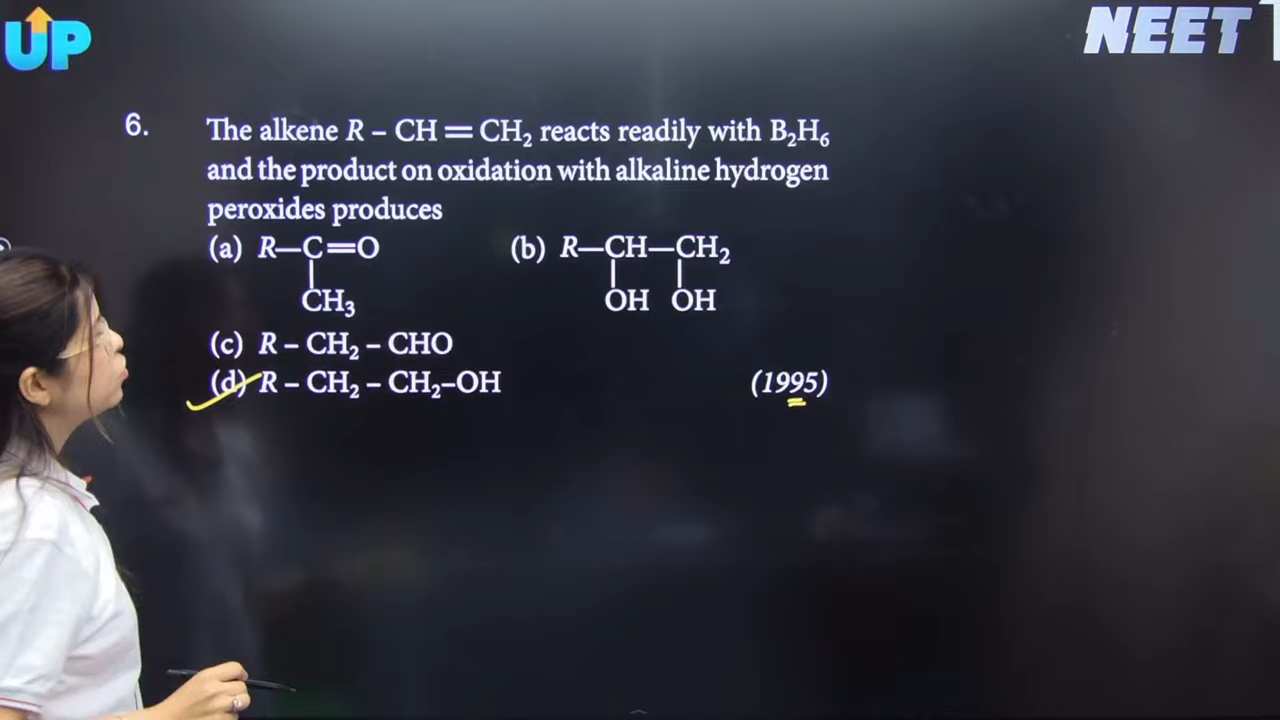 UP
NEET
6. The alkene R – CH = CH₂ reacts readily with B₂H₆
and the product on oxidation with alkaline hydrogen
peroxides produces
(a) R—C=O (b) R—CH—CH₂
CH₃ OH OH
(c) R – CH₂ – CHO
(d) R – CH₂ – CH₂–OH (1995)